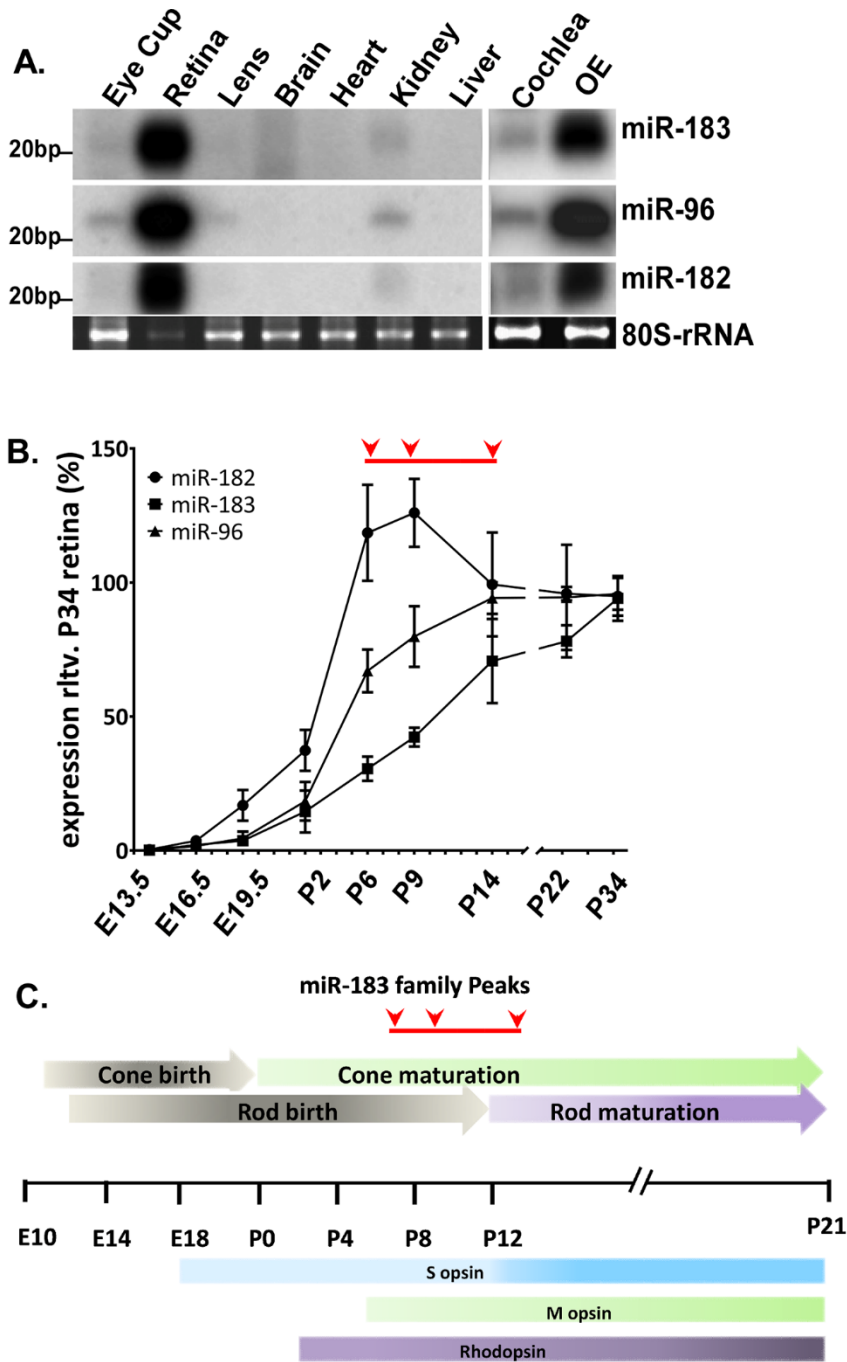 A.
Eye Cup Retina Lens Brain Heart Kidney Liver Cochlea OE
20bp miR-183
20bp miR-96
20bp miR-182
80S-rRNA
B.
expression rltv. P34 retina (%)
150
100
50
0
miR-182
miR-183
miR-96
E13.5 E16.5 E19.5 P2 P6 P9 P14 P22 P34
C.
miR-183 family Peaks
Cone birth Cone maturation
Rod birth Rod maturation
E10 E14 E18 P0 P4 P8 P12 P21
S opsin
M opsin
Rhodopsin